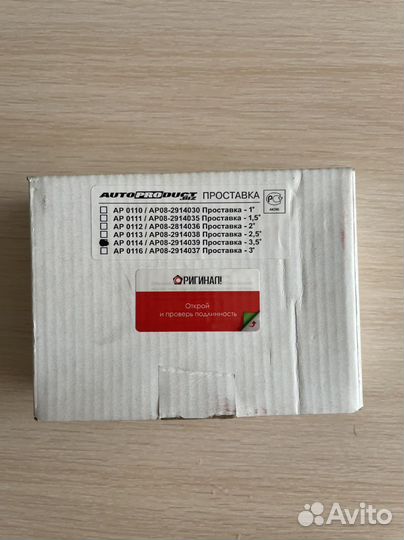 AUTOPRODUCT ПРОСТАВКА
AP 0110 / AP08-2914030 Проставка - 1"
AP 0111 / AP08-2914035 Проставка - 1,5"
AP 0112 / AP08-2814036 Проставка - 2"
AP 0113 / AP08-2914038 Проставка - 2,5"
AP 0114 / AP08-2914039 Проставка - 3,5"
AP 0116 / AP08-2914037 Проставка - 3"
ОРИГИНАЛ!
Открой
и проверь подлинность
Avito